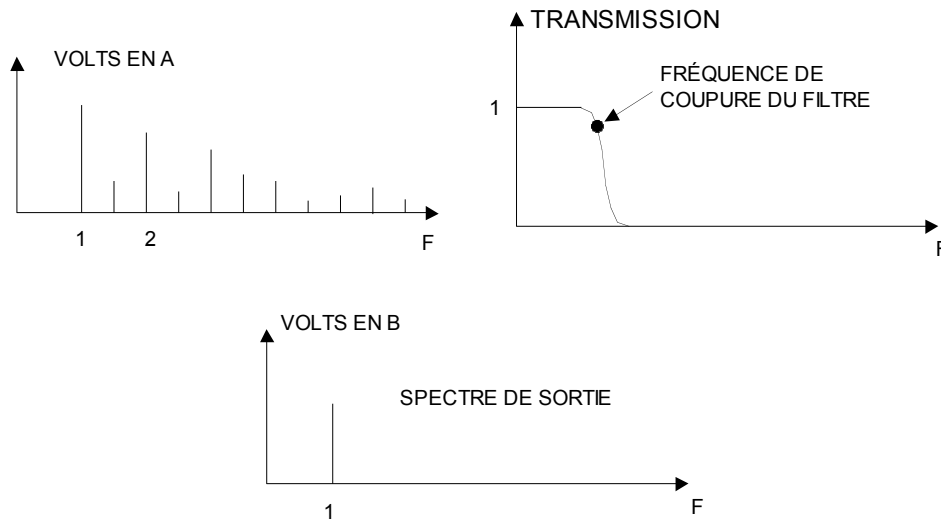 VOLTS EN A
1
2
F
TRANSMISSION
1
FRÉQUENCE DE
COUPURE DU FILTRE
F
VOLTS EN B
SPECTRE DE SORTIE
1
F